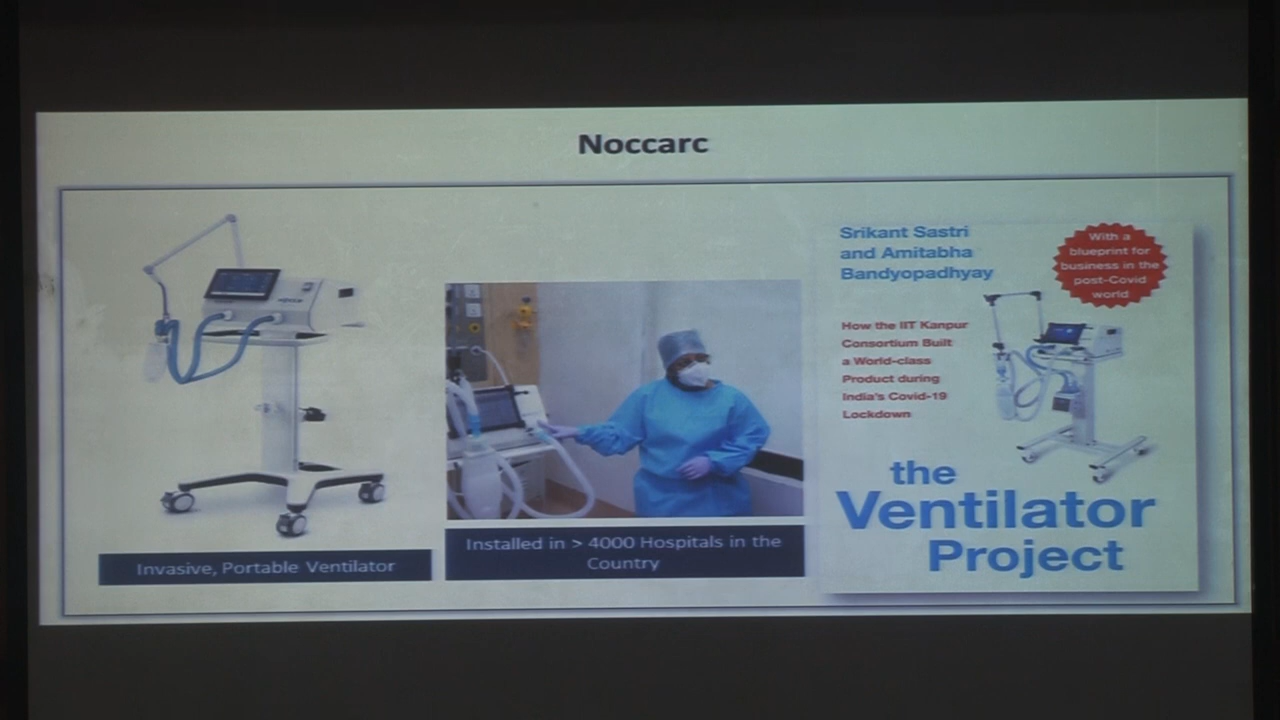 Noccarc
Invasive, Portable Ventilator
Installed in > 4000 Hospitals in the
Country
Srikant Sastri
and Amitabha
Bandyopadhyay
With a
blueprint for
business in the
post-Covid
world
How the IIT Kanpur
Consortium Built
a World-class
Product during
India's Covid-19
Lockdown
the
Ventilator
Project